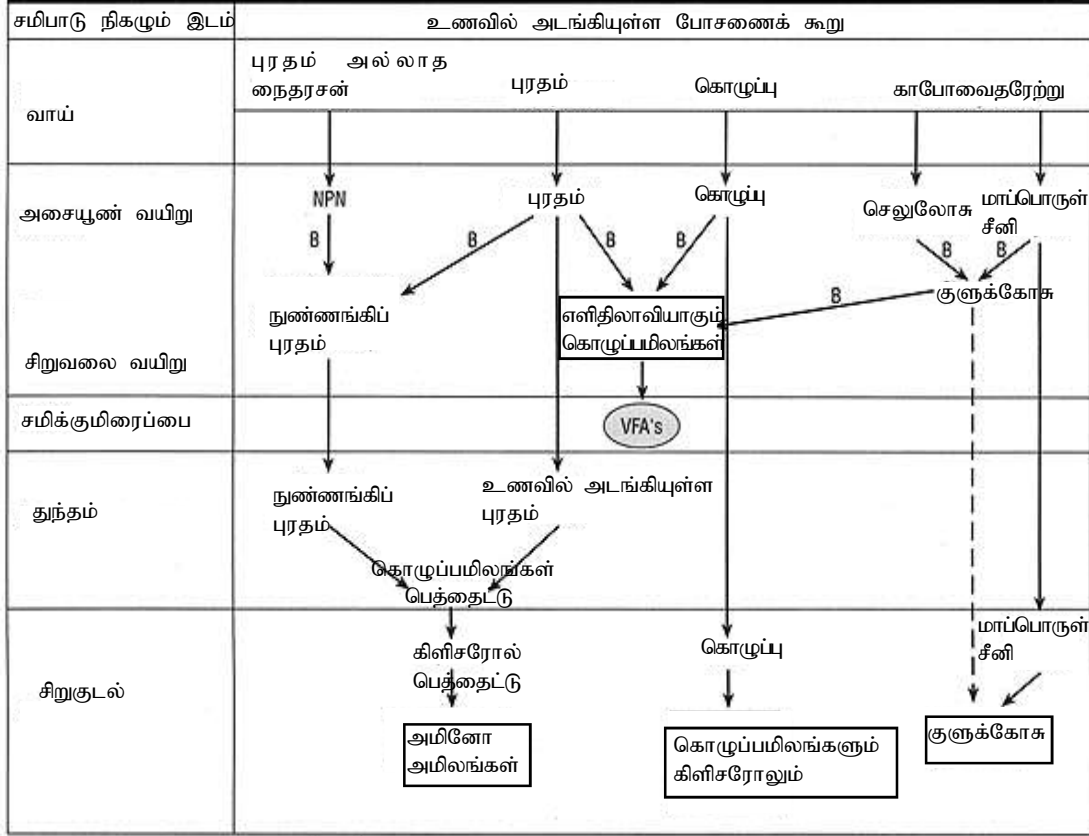 சமிபாடு நிகழும் இடம்
உணவில் அடங்கியுள்ள போசணைக் கூறு
வாய்
புரதம் அல்லாத
நைதரசன்
புரதம்
கொழுப்பு
காபோவைதரேற்று
அசையூண் வயிறு
NPN
புரதம்
கொழுப்பு
செலுலோசு
மாப்பொருள்
சீனி
B
B
B
B
B
B
B
குளுக்கோசு
நுண்ணங்கிப்
புரதம்
எளிதிலாவியாகும்
கொழுப்பமிலங்கள்
சிறுவலை வயிறு
சமிக்குமிரைப்பை
VFA's
துந்தம்
நுண்ணங்கிப்
புரதம்
உணவில் அடங்கியுள்ள
புரதம்
கொழுப்பமிலங்கள்
பெத்தைட்டு
சிறுகுடல்
கிளிசரோல்
பெத்தைட்டு
கொழுப்பு
மாப்பொருள்
சீனி
அமினோ
அமிலங்கள்
கொழுப்பமிலங்களும்
கிளிசரோலும்
குளுக்கோசு